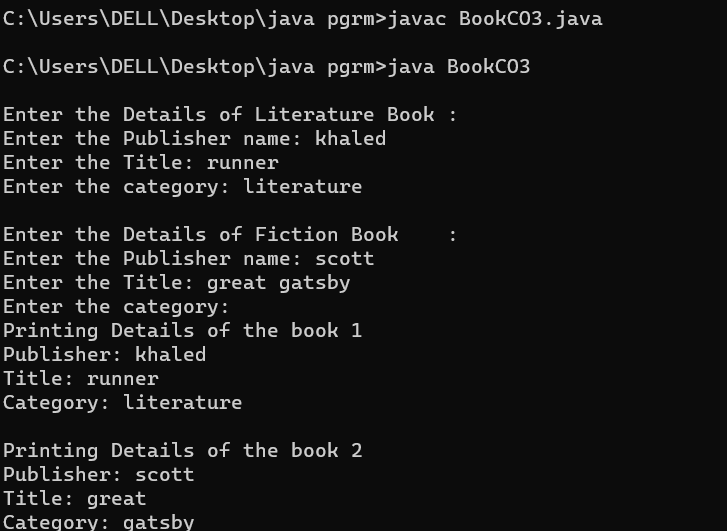 C:\Users\DELL\Desktop\java pgrm>javac BookCO3.java
C:\Users\DELL\Desktop\java pgrm>java BookCO3
Enter the Details of Literature Book :
Enter the Publisher name: khaled
Enter the Title: runner
Enter the category: literature
Enter the Details of Fiction Book    :
Enter the Publisher name: scott
Enter the Title: great gatsby
Enter the category:
Printing Details of the book 1
Publisher: khaled
Title: runner
Category: literature
Printing Details of the book 2
Publisher: scott
Title: great
Category: gatsby